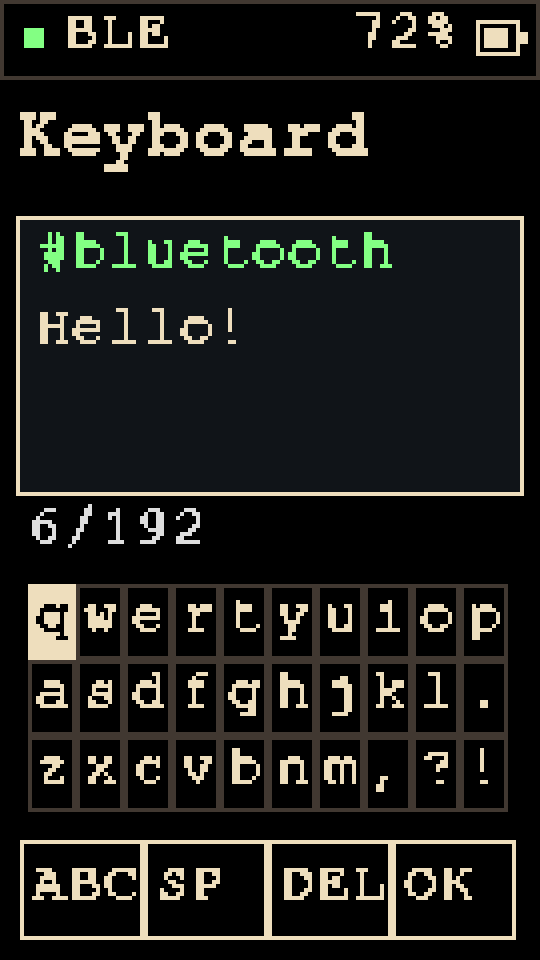 BLE 72%
Keyboard
#bluetooth
Hello!
6/192
q w e r t y u i o p
a s d f g h j k l .
z x c v b n m , ? !
ABC SP DEL OK